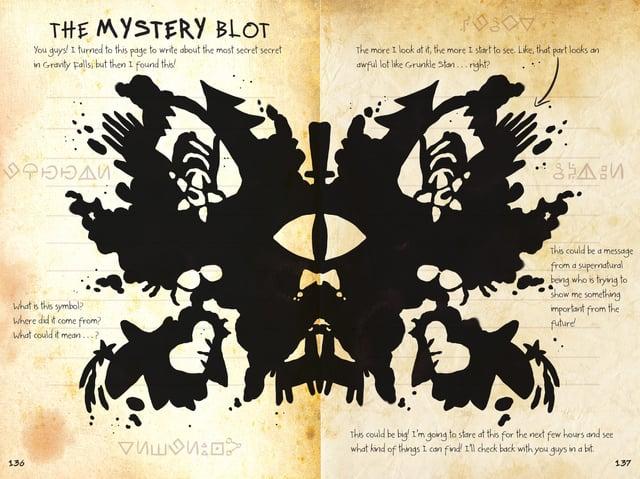 THE MYSTERY BLOT
You guys! I turned to this page to write about the most secret secret
in Gravity Falls, but then I found this!
What is this symbol?
Where did it come from?
What could it mean...?
136
The more I look at it, the more I start to see. Like, that part looks an
awful lot like Grunkle Stan... right?
This could be a message
from a supernatural
being who is trying to
show me something
important from the
future!
This could be big! I'm going to stare at this for the next few hours and see
what kind of things I can find! I'll check back with you guys in a bit.
137